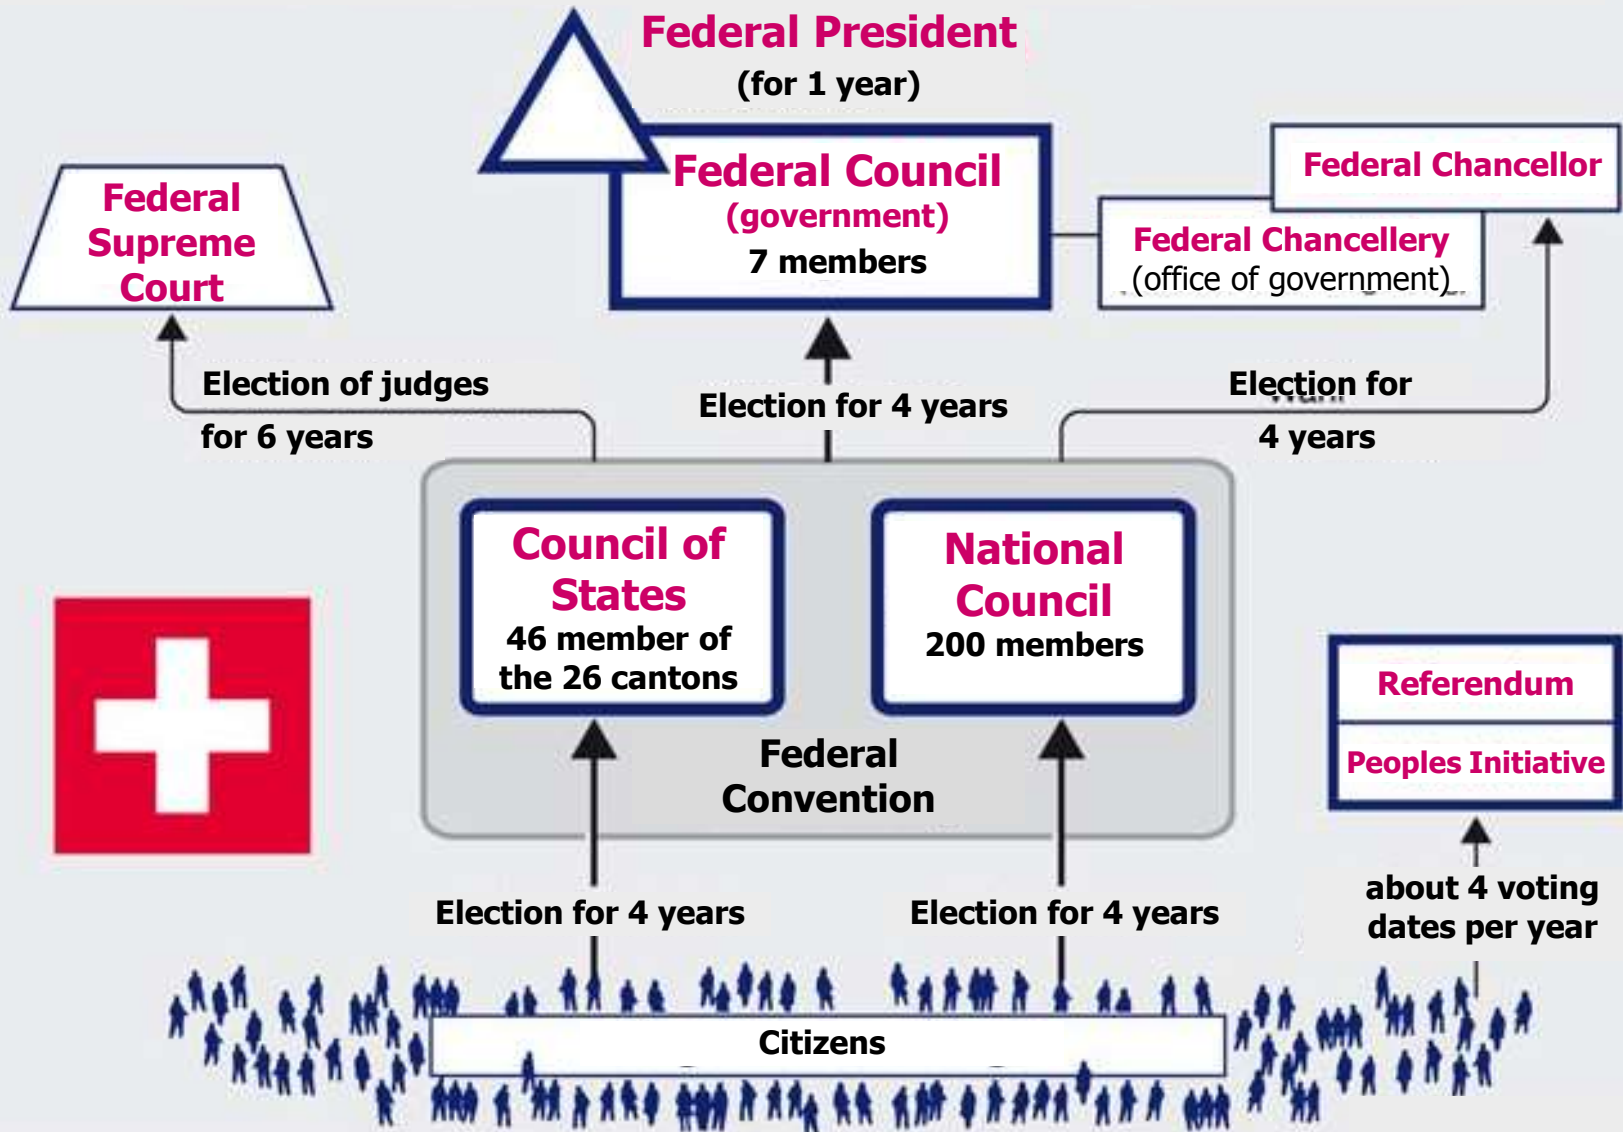 Federal President
(for 1 year)
Federal Council
(government)
7 members
Federal Chancellor
Federal Chancellery
(office of government)
Federal
Supreme
Court
Election of judges
for 6 years
Election for 4 years
Election for
4 years
Council of
States
46 member of
the 26 cantons
National
Council
200 members
Federal
Convention
Referendum
Peoples Initiative
Election for 4 years
Election for 4 years
about 4 voting
dates per year
Citizens